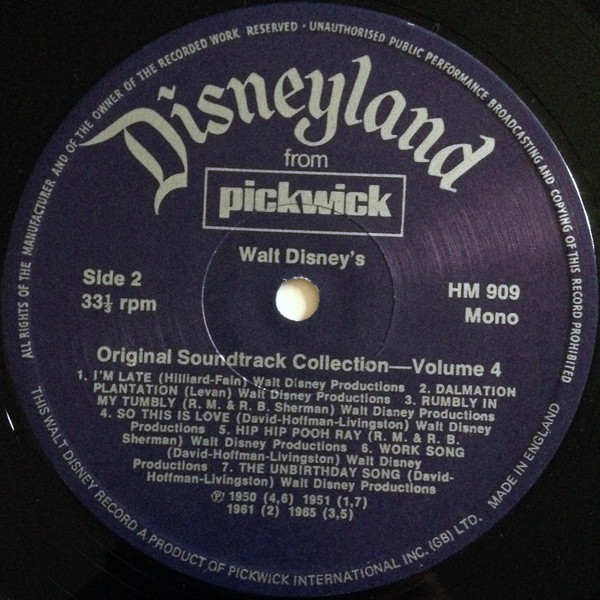 ALL RIGHTS OF THE MANUFACTURER AND OF THE OWNER OF THE RECORDED WORK RESERVED · UNAUTHORISED PUBLIC PERFORMANCE BROADCASTING AND COPYING OF THIS RECORD PROHIBITED
Disneyland
from
pickwick
Walt Disney's
Side 2
33⅓ rpm
HM 909
Mono
Original Soundtrack Collection—Volume 4
1. I'M LATE (Hilliard-Fain) Walt Disney Productions 2. DALMATION
PLANTATION (Levan) Walt Disney Productions 3. RUMBLY IN
MY TUMBLY (R. M. & R. B. Sherman) Walt Disney Productions
4. SO THIS IS LOVE (David-Hoffman-Livingston) Walt Disney
Productions 5. HIP HIP POOH RAY (R. M. & R. B.
Sherman) Walt Disney Productions 6. WORK SONG
(David-Hoffman-Livingston) Walt Disney
Productions 7. THE UNBIRTHDAY SONG (David-
Hoffman-Livingston) Walt Disney Productions
℗ 1950 (4,6) 1951 (1,7)
1961 (2) 1965 (3,5)
THIS WALT DISNEY RECORD A PRODUCT OF PICKWICK INTERNATIONAL INC. (GB) LTD. MADE IN ENGLAND